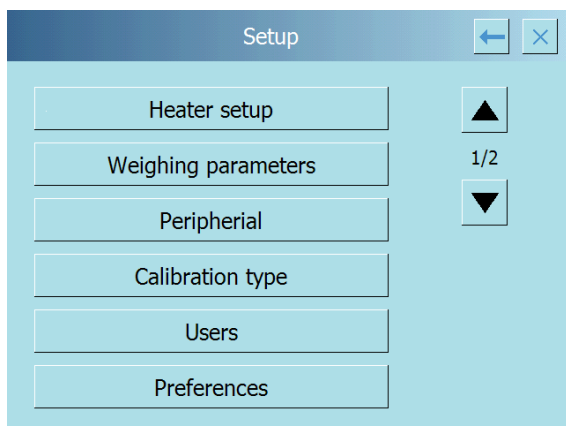 Setup
Heater setup
Weighing parameters
1/2
Peripherial
Calibration type
Users
Preferences